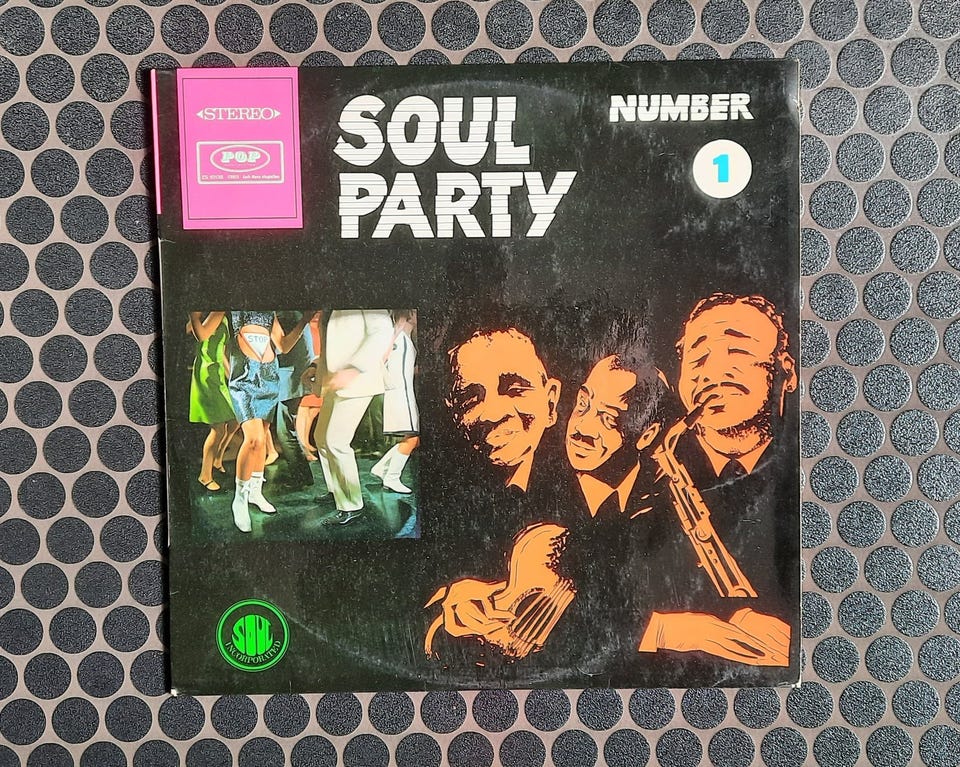 STEREO
POP
SOUL
PARTY
NUMBER
1
STOP
SOUL
INCORPORATED